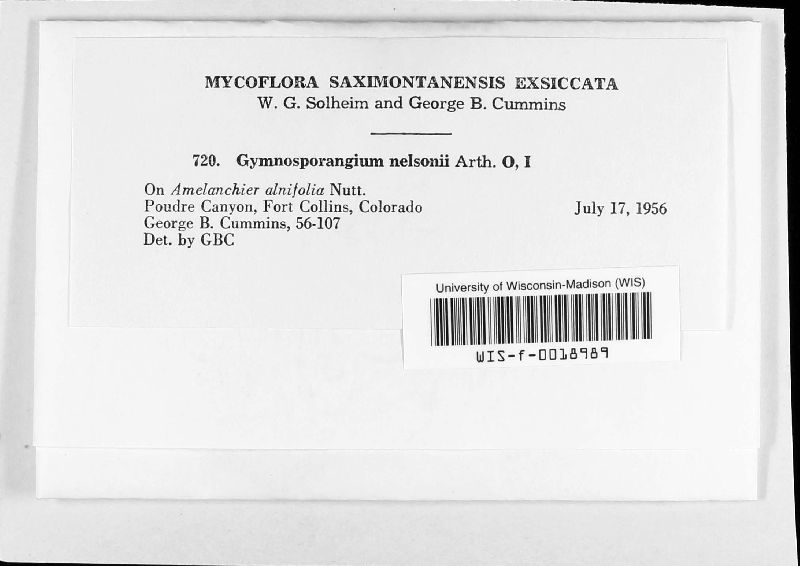 MYCOFLORA SAXIMONTANENSIS EXSICCATA
W. G. Solheim and George B. Cummins
720. Gymnosporangium nelsonii Arth. O, I
On Amelanchier alnifolia Nutt.
Poudre Canyon, Fort Collins, Colorado July 17, 1956
George B. Cummins, 56-107
Det. by GBC
University of Wisconsin-Madison (WIS)
WIS-f-0018989